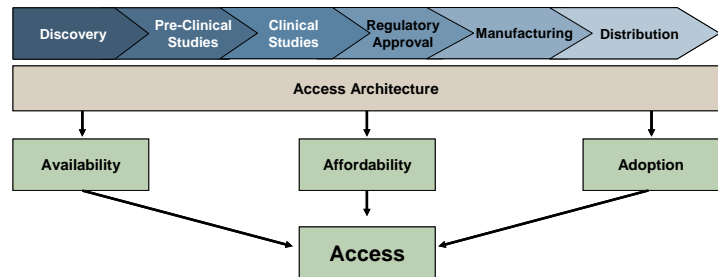 Discovery
Pre-Clinical
Studies
Clinical
Studies
Regulatory
Approval
Manufacturing
Distribution
Access Architecture
Availability
Affordability
Adoption
Access